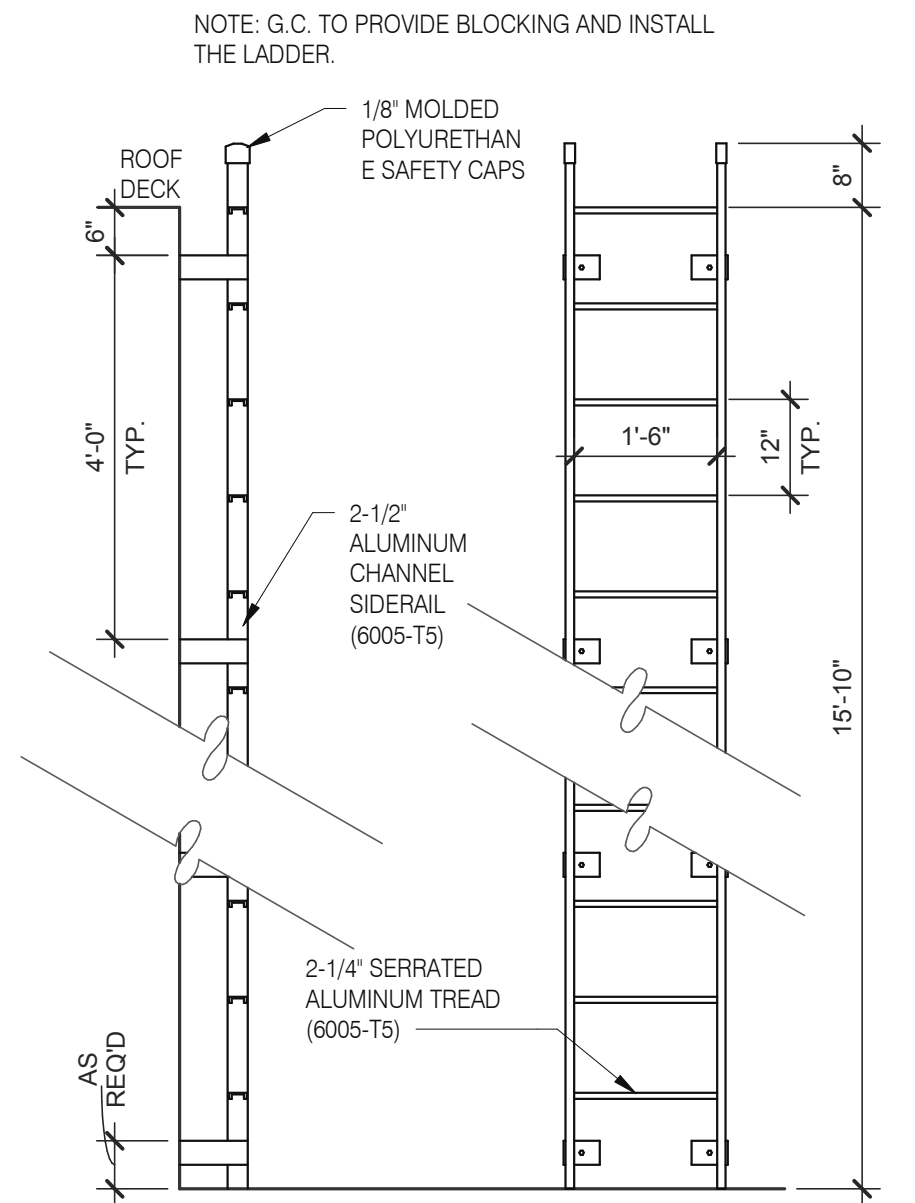 NOTE: G.C. TO PROVIDE BLOCKING AND INSTALL
THE LADDER.
1/8" MOLDED
POLYURETHAN
E SAFETY CAPS
ROOF
DECK
8"
6"
4'-0"
TYP.
1'-6"
12"
TYP.
2-1/2"
ALUMINUM
CHANNEL
SIDERAIL
(6005-T5)
15'-10"
2-1/4" SERRATED
ALUMINUM TREAD
(6005-T5)
AS
REQ'D